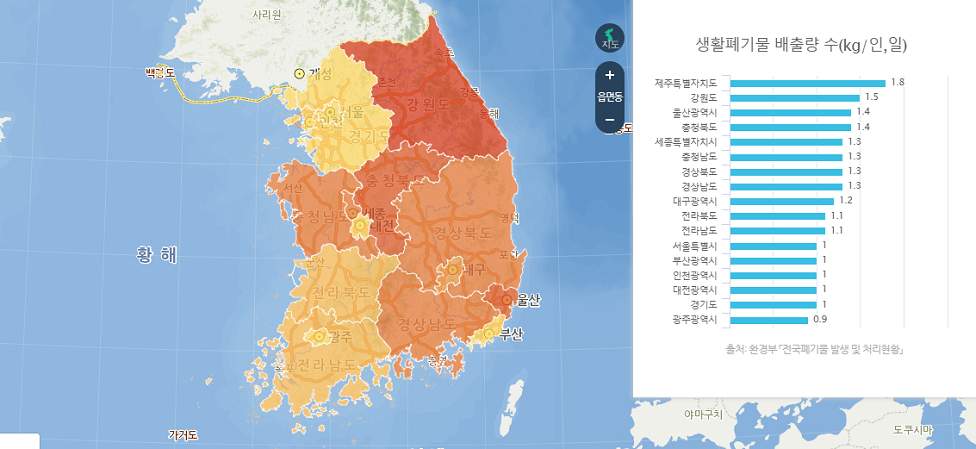 사리원
백령도
개성
속초
춘천
강원도
강릉
동해
서울
인천
경기도
서산
충청북도
충청남도
세종
대전
경상북도
영덕
황 해
군산
대구
전라북도
울산
경상남도
부산
광주
전라남도
가거도
지도
+
읍면동
−
생활폐기물 배출량 수(kg/인,일)
제주특별자치도 1.8
강원도 1.5
울산광역시 1.4
충청북도 1.4
세종특별자치시 1.3
충청남도 1.3
경상북도 1.3
경상남도 1.3
대구광역시 1.2
전라북도 1.1
전라남도 1.1
서울특별시 1
부산광역시 1
인천광역시 1
대전광역시 1
경기도 1
광주광역시 0.9
출처: 환경부 「전국폐기물 발생 및 처리현황」
야마구치
도쿠시마